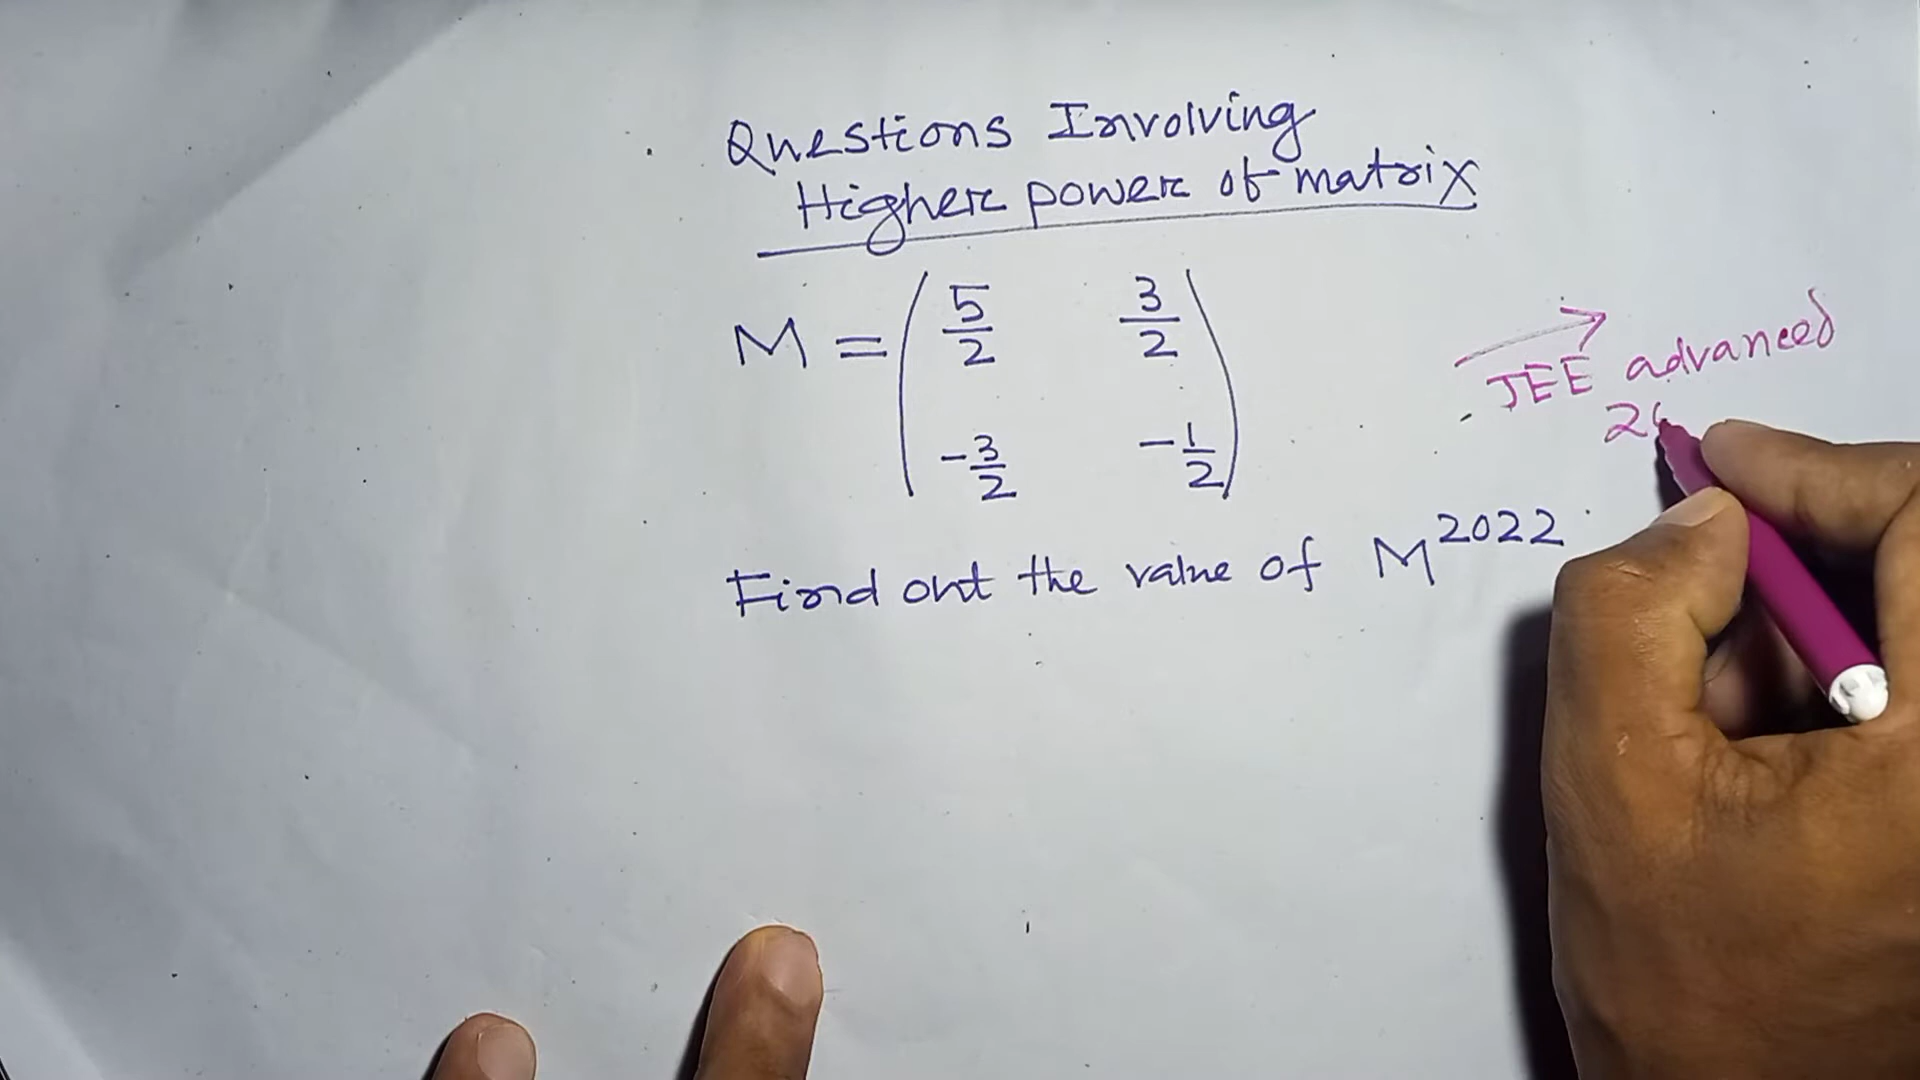 Questions Involving
Higher power of matrix
M = ( 5/2 3/2
-3/2 -1/2 )
JEE advanced
20
Find out the value of M^2022